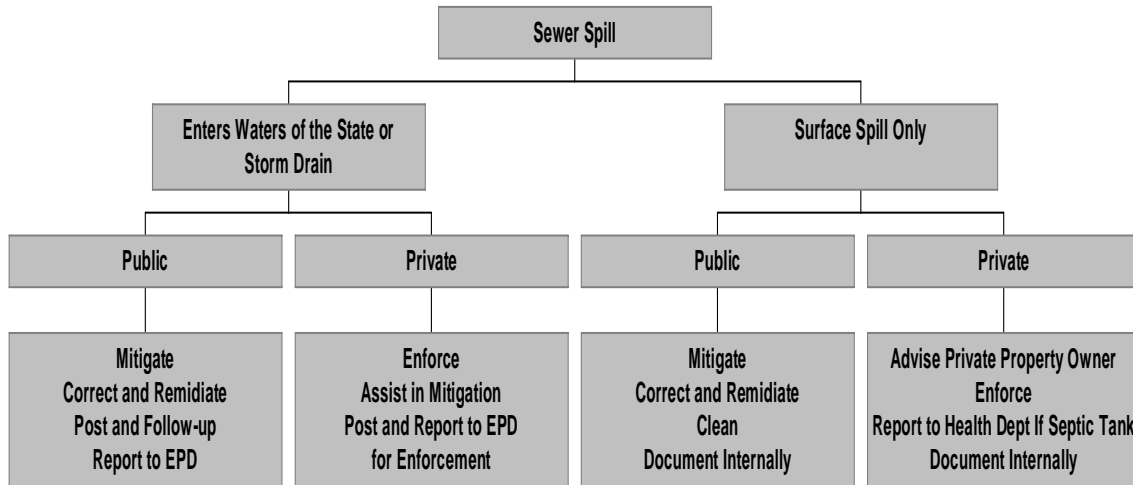 Sewer Spill
Enters Waters of the State or
Storm Drain
Surface Spill Only
Public
Private
Public
Private
Mitigate
Correct and Remidiate
Post and Follow-up
Report to EPD
Enforce
Assist in Mitigation
Post and Report to EPD
for Enforcement
Mitigate
Correct and Remidiate
Clean
Document Internally
Advise Private Property Owner
Enforce
Report to Health Dept If Septic Tank
Document Internally